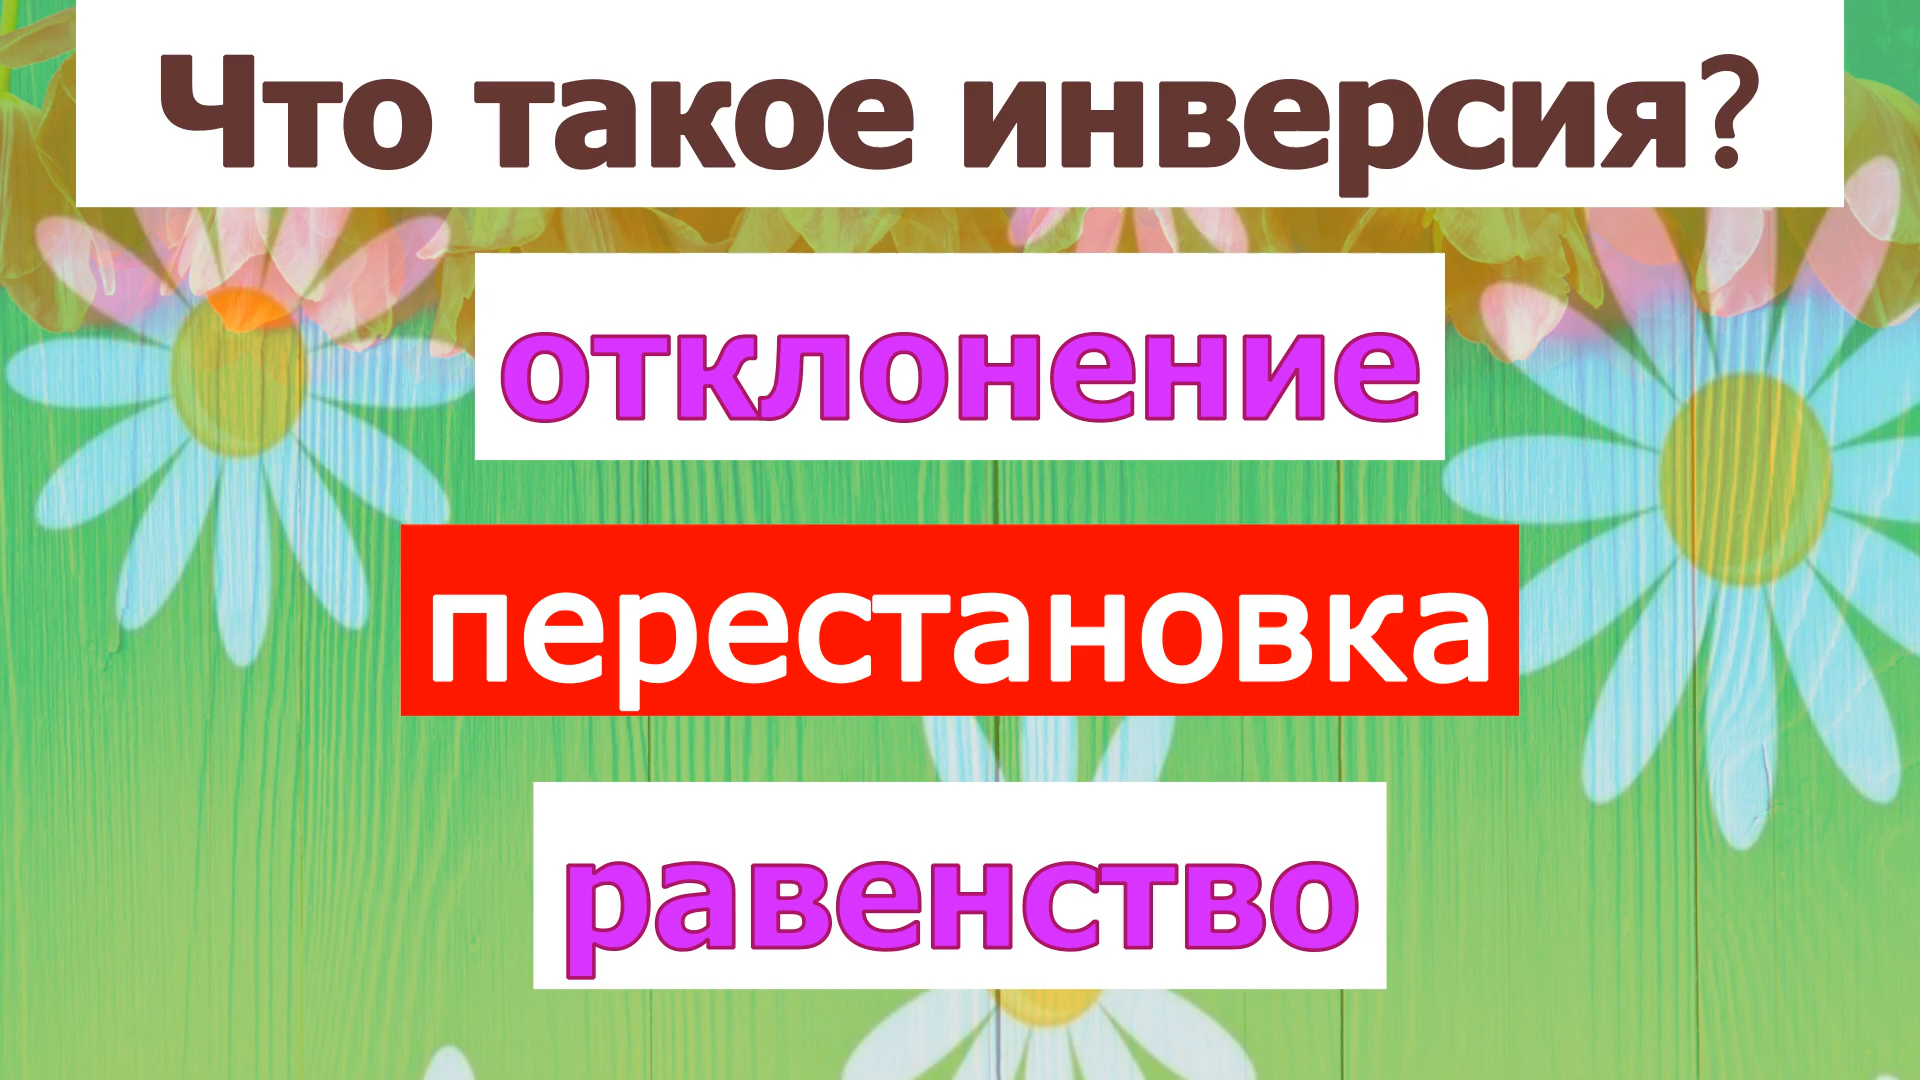 Что такое инверсия?
отклонение
перестановка
равенство